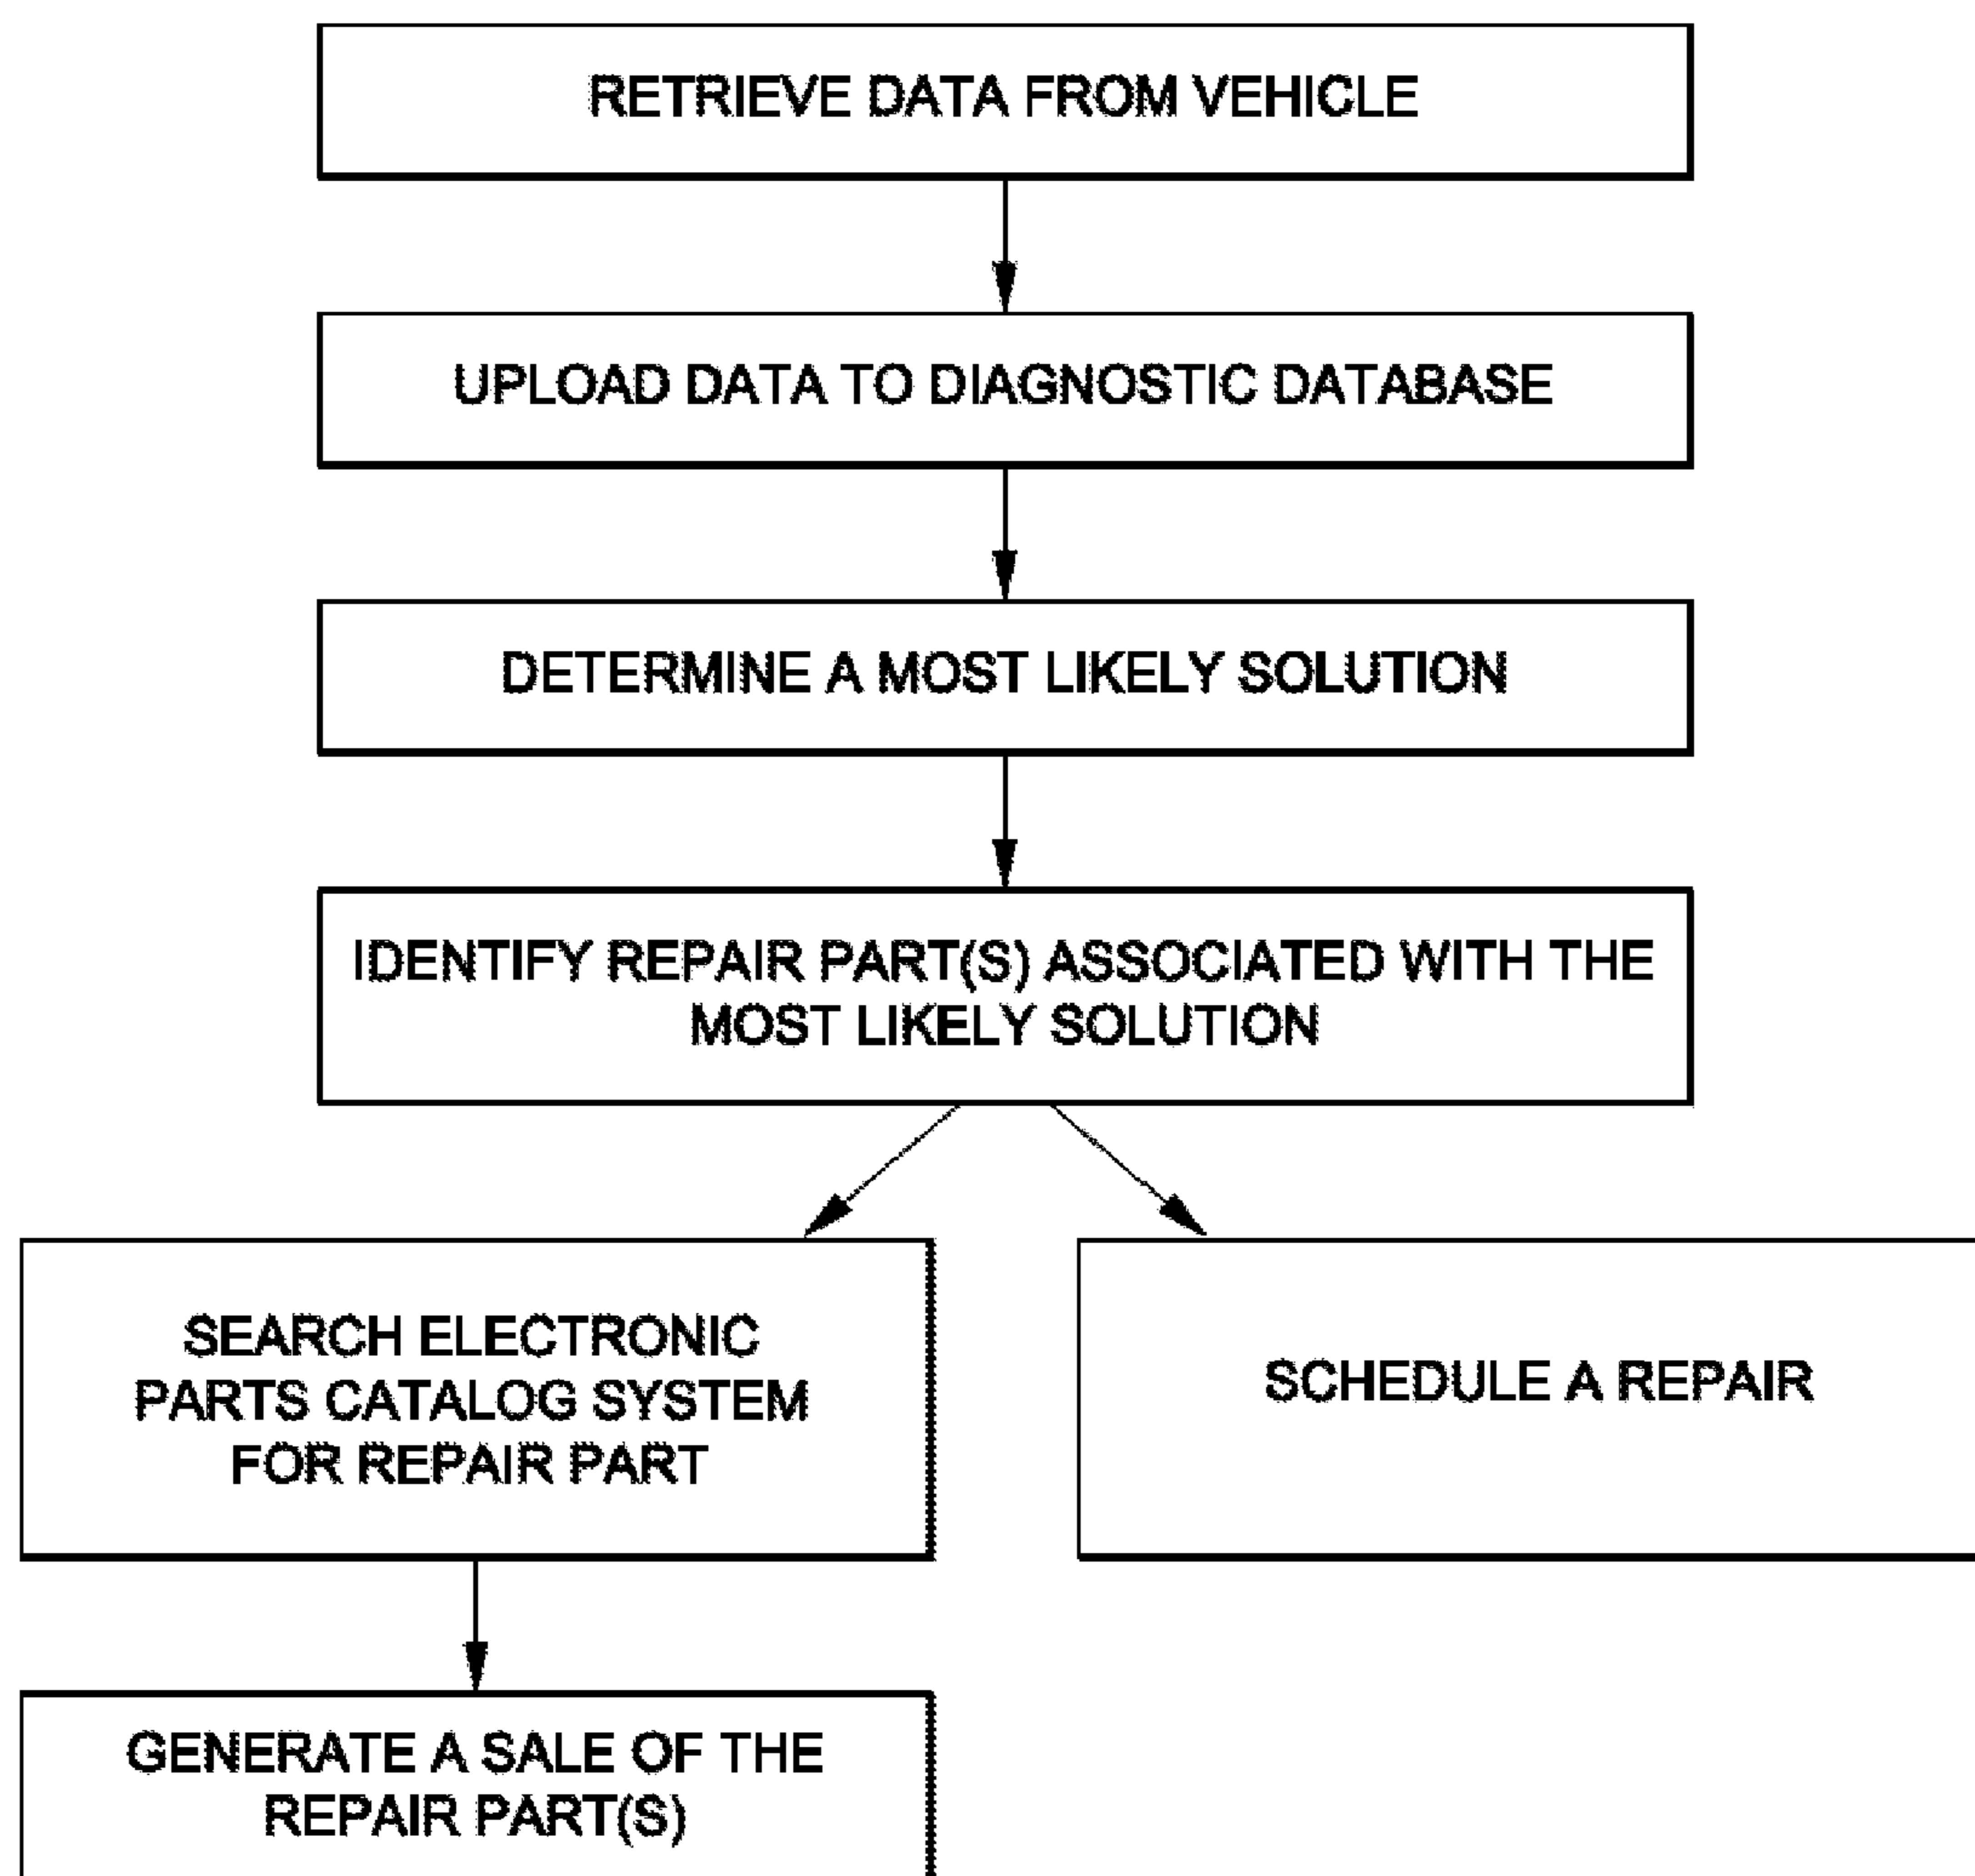 RETRIEVE DATA FROM VEHICLE
UPLOAD DATA TO DIAGNOSTIC DATABASE
DETERMINE A MOST LIKELY SOLUTION
IDENTIFY REPAIR PART(S) ASSOCIATED WITH THE
MOST LIKELY SOLUTION
SEARCH ELECTRONIC
PARTS CATALOG SYSTEM
FOR REPAIR PART
SCHEDULE A REPAIR
GENERATE A SALE OF THE
REPAIR PART(S)